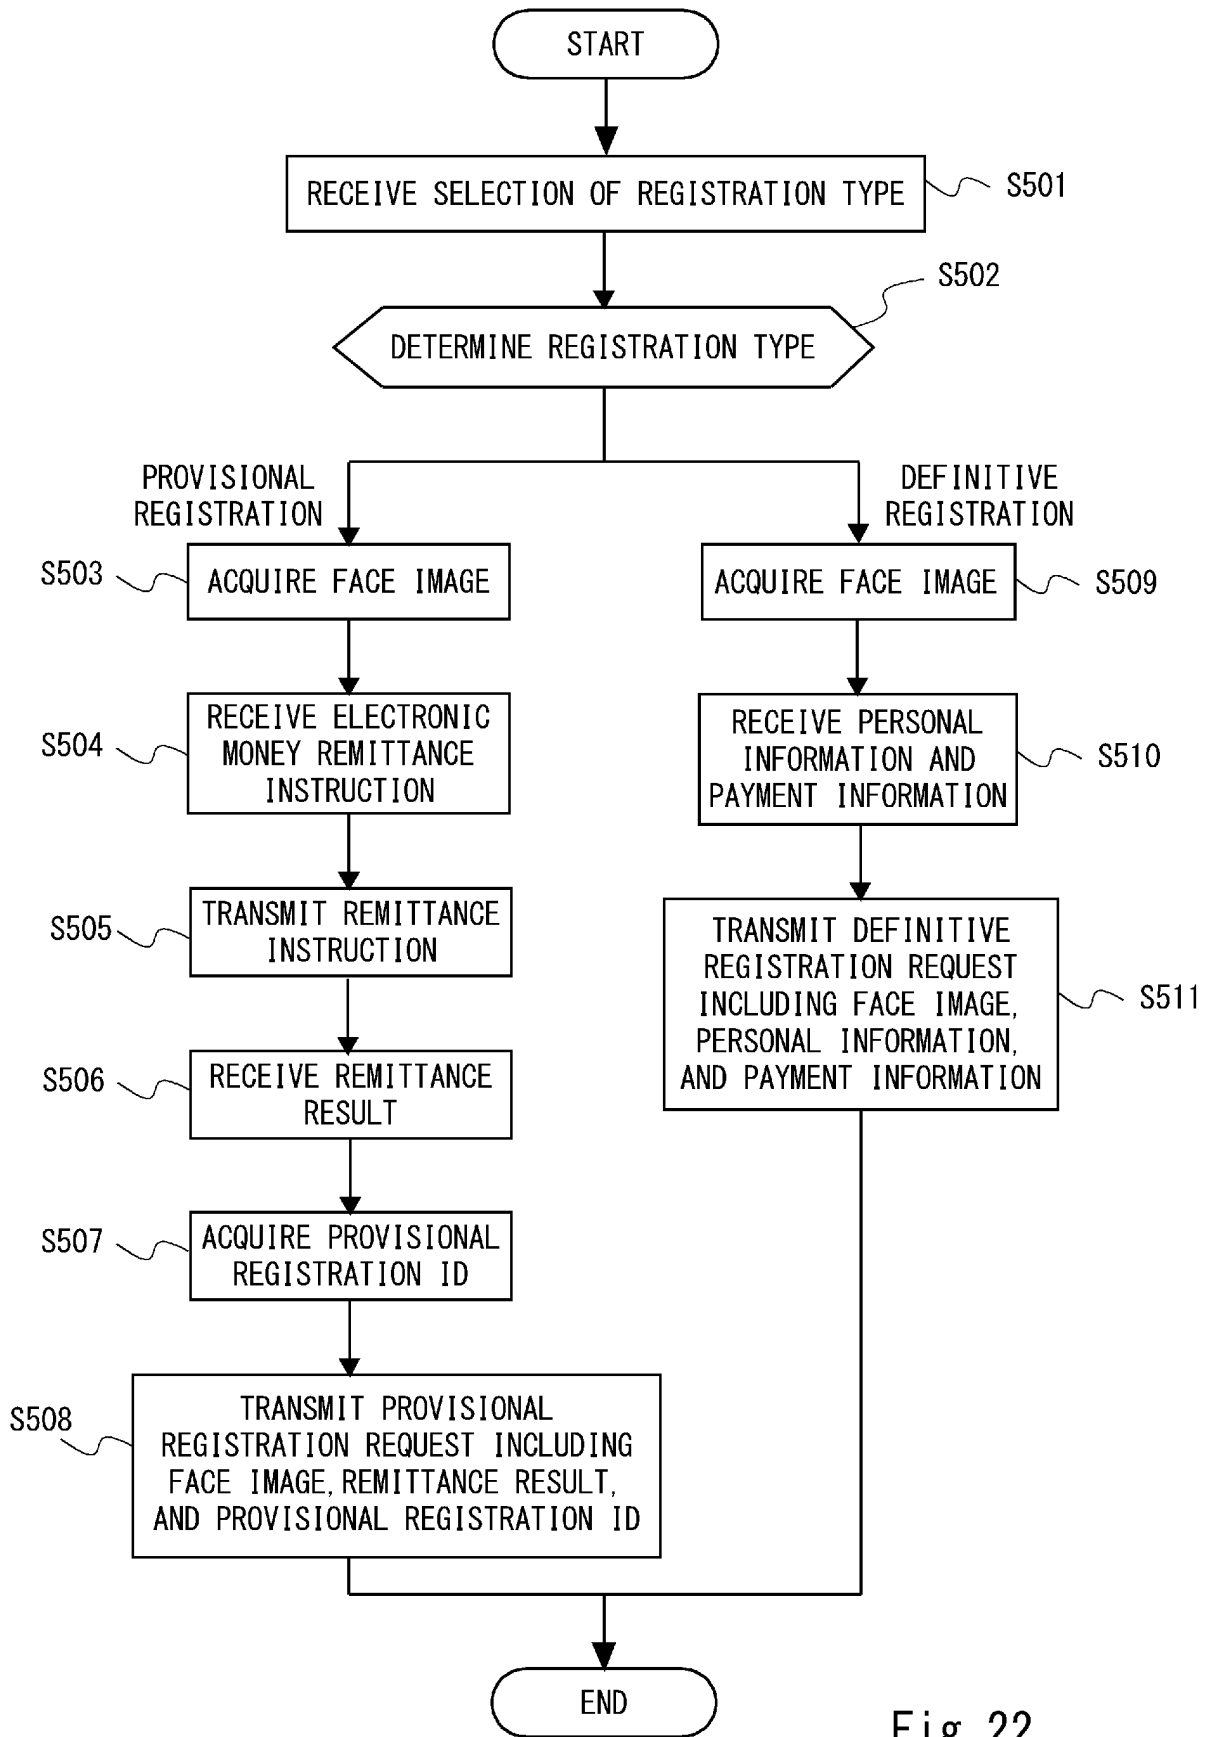 START
RECEIVE SELECTION OF REGISTRATION TYPE
S501
S502
DETERMINE REGISTRATION TYPE
PROVISIONAL
REGISTRATION
DEFINITIVE
REGISTRATION
S503
ACQUIRE FACE IMAGE
ACQUIRE FACE IMAGE
S509
S504
RECEIVE ELECTRONIC
MONEY REMITTANCE
INSTRUCTION
RECEIVE PERSONAL
INFORMATION AND
PAYMENT INFORMATION
S510
S505
TRANSMIT REMITTANCE
INSTRUCTION
TRANSMIT DEFINITIVE
REGISTRATION REQUEST
INCLUDING FACE IMAGE,
PERSONAL INFORMATION,
AND PAYMENT INFORMATION
S511
S506
RECEIVE REMITTANCE
RESULT
S507
ACQUIRE PROVISIONAL
REGISTRATION ID
S508
TRANSMIT PROVISIONAL
REGISTRATION REQUEST INCLUDING
FACE IMAGE, REMITTANCE RESULT,
AND PROVISIONAL REGISTRATION ID
END
Fig. 22